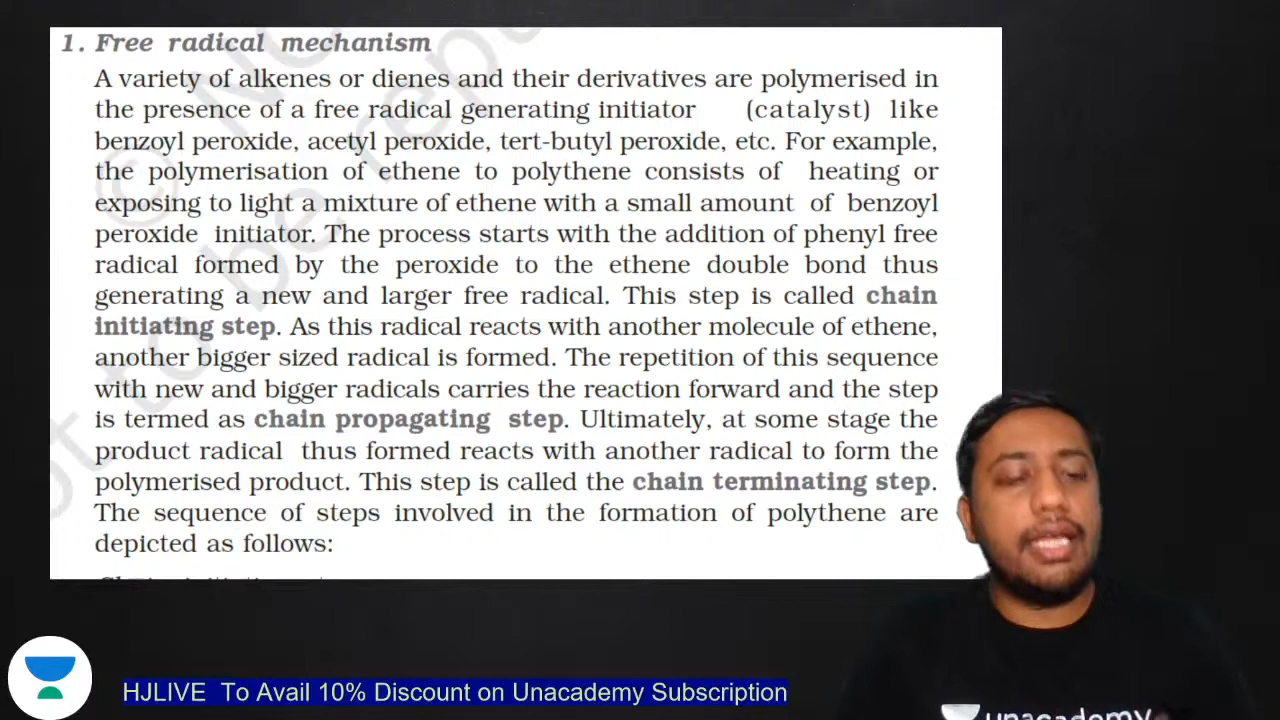 1. Free radical mechanism
A variety of alkenes or dienes and their derivatives are polymerised in
the presence of a free radical generating initiator (catalyst) like
benzoyl peroxide, acetyl peroxide, tert-butyl peroxide, etc. For example,
the polymerisation of ethene to polythene consists of heating or
exposing to light a mixture of ethene with a small amount of benzoyl
peroxide initiator. The process starts with the addition of phenyl free
radical formed by the peroxide to the ethene double bond thus
generating a new and larger free radical. This step is called chain
initiating step. As this radical reacts with another molecule of ethene,
another bigger sized radical is formed. The repetition of this sequence
with new and bigger radicals carries the reaction forward and the step
is termed as chain propagating step. Ultimately, at some stage the
product radical thus formed reacts with another radical to form the
polymerised product. This step is called the chain terminating step.
The sequence of steps involved in the formation of polythene are
depicted as follows:
HJLIVE To Avail 10% Discount on Unacademy Subscription
unacademy